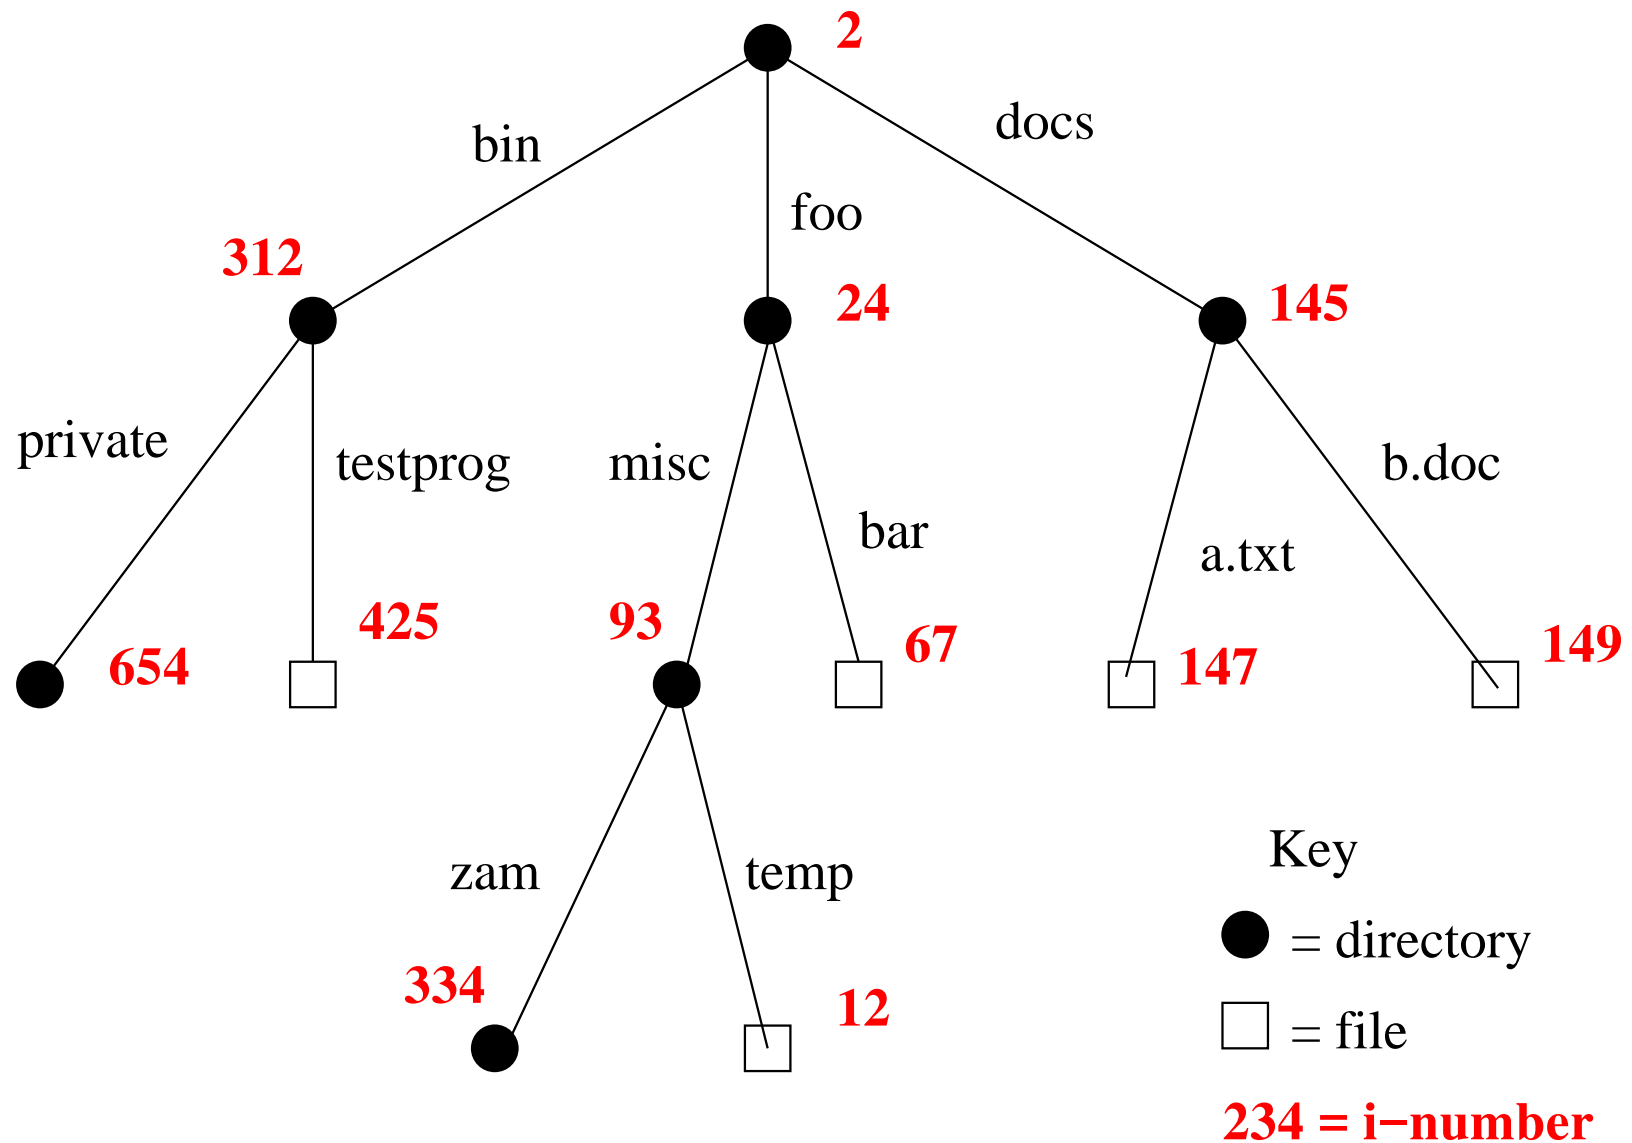 2
bin
docs
foo
312
24
145
private
testprog
misc
b.doc
bar
a.txt
654
425
93
67
147
149
zam
temp
334
12
Key
= directory
= file
234 = i−number